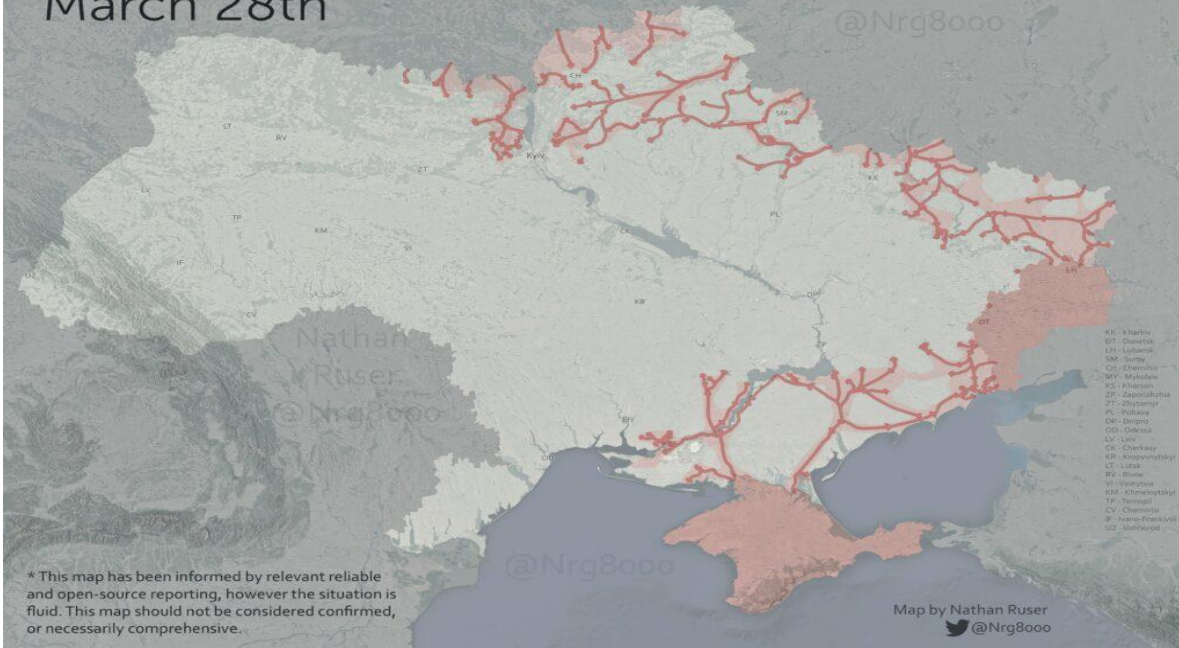 March 28th
@Nrg8000
CH
LT
RV
SM
Kyiv
ZT
KK
LV
TP
KM
PL
VI
CK
IF
UZ
LH
KR
DP
CV
DT
ZP
Nathan
Ruser
@Nrg8000
KK - Kharkiv
DT - Donetsk
LH - Luhansk
SM - Sumy
CH - Chernihiv
MY - Mykolaiv
KS - Kherson
ZP - Zaporizhzhia
ZT - Zhytomyr
PL - Poltava
DP - Dnipro
OD - Odessa
LV - Lviv
CK - Cherkasy
KR - Kropyvnytskyi
LT - Lutsk
RV - Rivne
VI - Vinnytsia
KM - Khmelnytskyi
TP - Ternopil
CV - Chernivtsi
IF - Ivano-Frankivsk
UZ - Uzhhorod
MY
OD
@Nrg8000
* This map has been informed by relevant reliable
and open-source reporting, however the situation is
fluid. This map should not be considered confirmed,
or necessarily comprehensive.
Map by Nathan Ruser
@Nrg8000